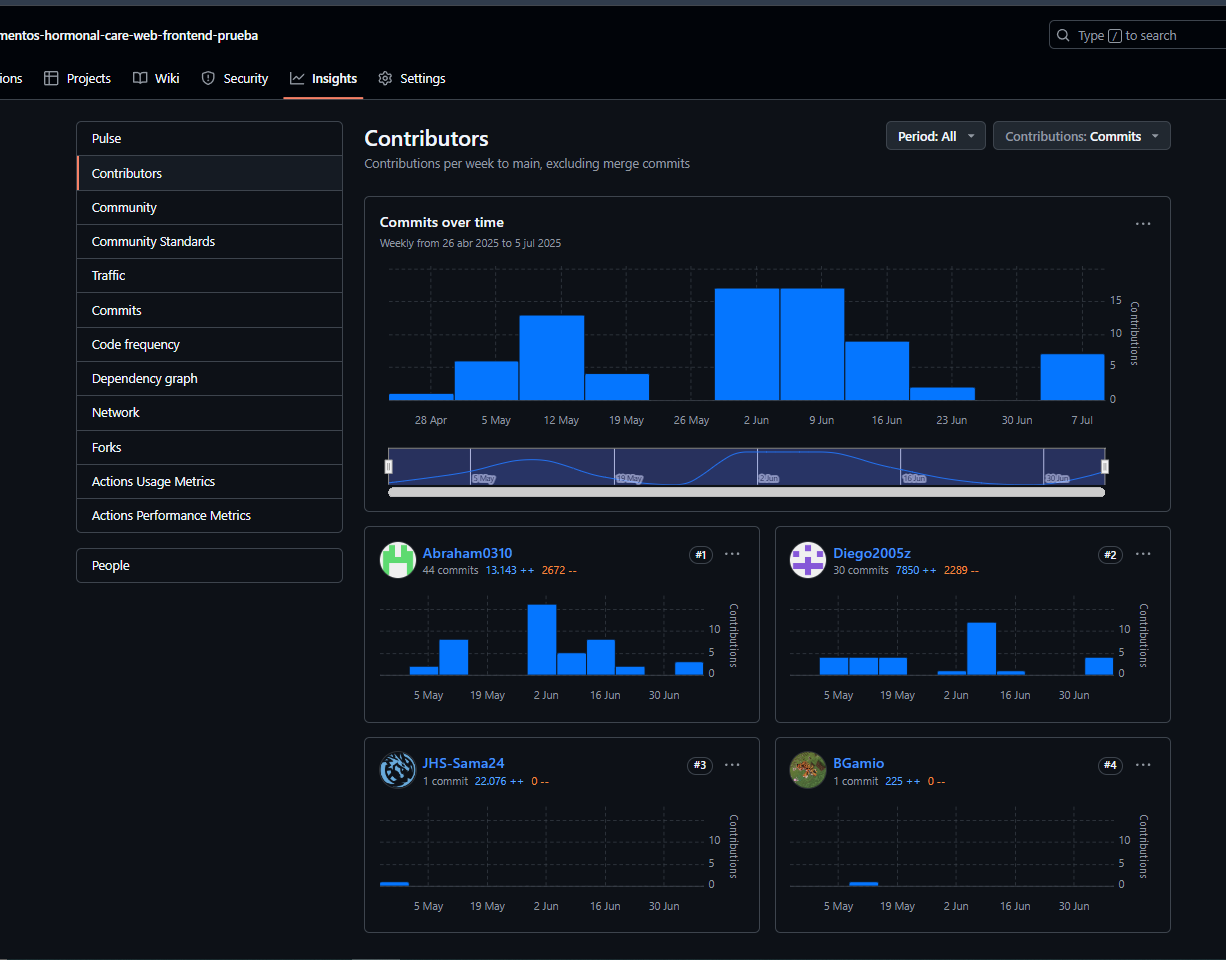 mentos-hormonal-care-web-frontend-prueba
Type / to search
ions Projects Wiki Security Insights Settings
Pulse
Contributors
Community
Community Standards
Traffic
Commits
Code frequency
Dependency graph
Network
Forks
Actions Usage Metrics
Actions Performance Metrics
People
Contributors
Contributions per week to main, excluding merge commits
Period: All
Contributions: Commits
Commits over time
Weekly from 26 abr 2025 to 5 jul 2025
15
10
5
0
Contributions
28 Apr 5 May 12 May 19 May 26 May 2 Jun 9 Jun 16 Jun 23 Jun 30 Jun 7 Jul
5 May 19 May 2 Jun 16 Jun 30 Jun
Abraham0310 #1
44 commits 13.143 ++ 2672 --
10
5
0
Contributions
5 May 19 May 2 Jun 16 Jun 30 Jun
Diego2005z #2
30 commits 7850 ++ 2289 --
10
5
0
Contributions
5 May 19 May 2 Jun 16 Jun 30 Jun
JHS-Sama24 #3
1 commit 22.076 ++ 0 --
10
5
0
Contributions
5 May 19 May 2 Jun 16 Jun 30 Jun
BGamio #4
1 commit 225 ++ 0 --
10
5
0
Contributions
5 May 19 May 2 Jun 16 Jun 30 Jun